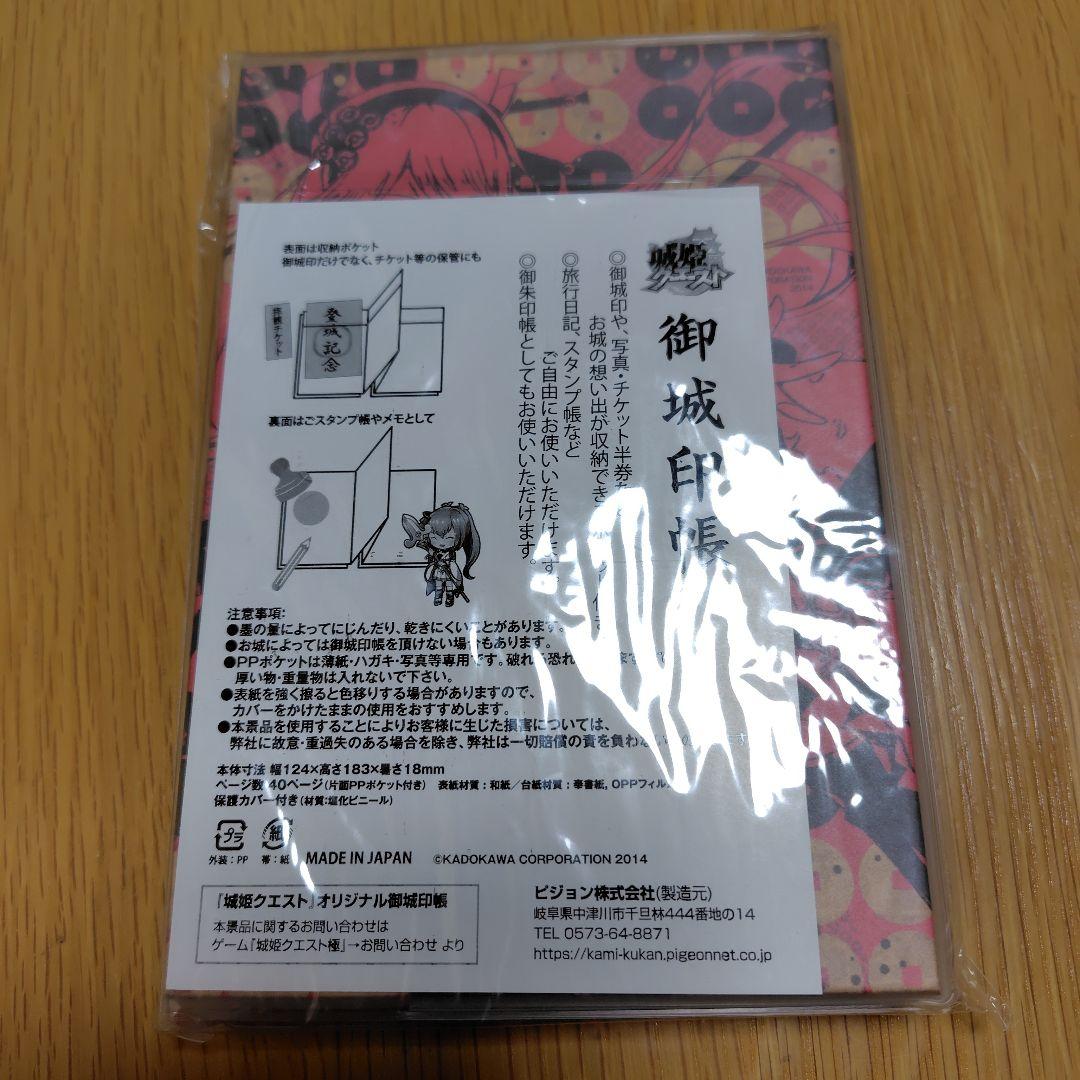 城姫
クエスト
御城印帳
◎御城印や、写真・チケット半券
お城の想い出が収納でき
◎旅行日記、スタンプ帳など
ご自由にお使いいただけます。
◎御朱印帳としてもお使いいただけます。
表面は収納ポケット
御城印だけでなく、チケット等の保管にも
拝観チケット
登城記念
裏面はごスタンプ帳やメモとして
注意事項:
●墨の量によってにじんだり、乾きにくいことがあります。
●お城によっては御城印帳を頂けない場合もあります。
●PPポケットは薄紙・ハガキ・写真等専用です。破れ
厚い物・重量物は入れないで下さい。
●表紙を強く擦ると色移りする場合がありますので、
カバーをかけたままの使用をおすすめします。
●本景品を使用することによりお客様に生じた損害については、
弊社に故意・重過失のある場合を除き、弊社は一切賠償の責を負わ
本体寸法 幅124×高さ183×暑さ18mm
ページ数 40ページ(片面PPポケット付き) 表紙材質:和紙/台紙材質:奉書紙, OPPフィル
保護カバー付き(材質:塩化ビニール)
プラ 紙
外装:PP 帯:紙 MADE IN JAPAN ©KADOKAWA CORPORATION 2014
『城姫クエスト』オリジナル御城印帳
本景品に関するお問い合わせは
ゲーム『城姫クエスト極』→お問い合わせ より
ピジョン株式会社(製造元)
岐阜県中津川市千旦林444番地の14
TEL 0573-64-8871
https://kami-kukan.pigeonnet.co.jp
2014